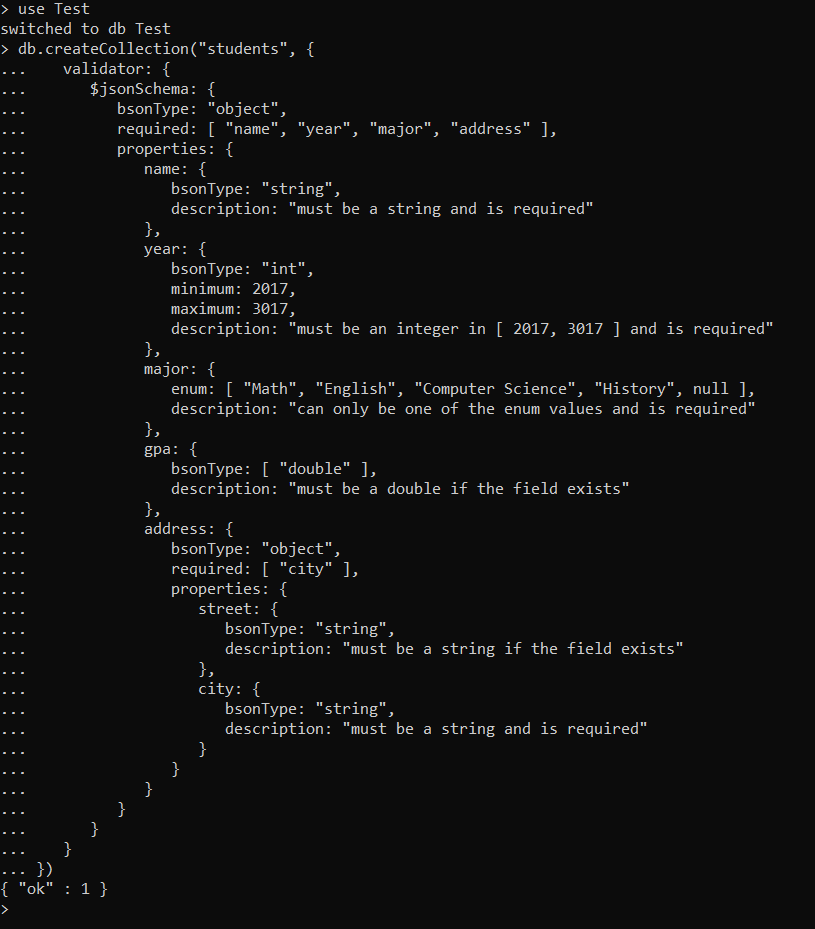 > use Test
switched to db Test
> db.createCollection("students", {
...    validator: {
...       $jsonSchema: {
...          bsonType: "object",
...          required: [ "name", "year", "major", "address" ],
...          properties: {
...             name: {
...                bsonType: "string",
...                description: "must be a string and is required"
...             },
...             year: {
...                bsonType: "int",
...                minimum: 2017,
...                maximum: 3017,
...                description: "must be an integer in [ 2017, 3017 ] and is required"
...             },
...             major: {
...                enum: [ "Math", "English", "Computer Science", "History", null ],
...                description: "can only be one of the enum values and is required"
...             },
...             gpa: {
...                bsonType: [ "double" ],
...                description: "must be a double if the field exists"
...             },
...             address: {
...                bsonType: "object",
...                required: [ "city" ],
...                properties: {
...                   street: {
...                      bsonType: "string",
...                      description: "must be a string if the field exists"
...                   },
...                   city: {
...                      bsonType: "string",
...                      description: "must be a string and is required"
...                   }
...                }
...             }
...          }
...       }
...    }
... })
{ "ok" : 1 }
>